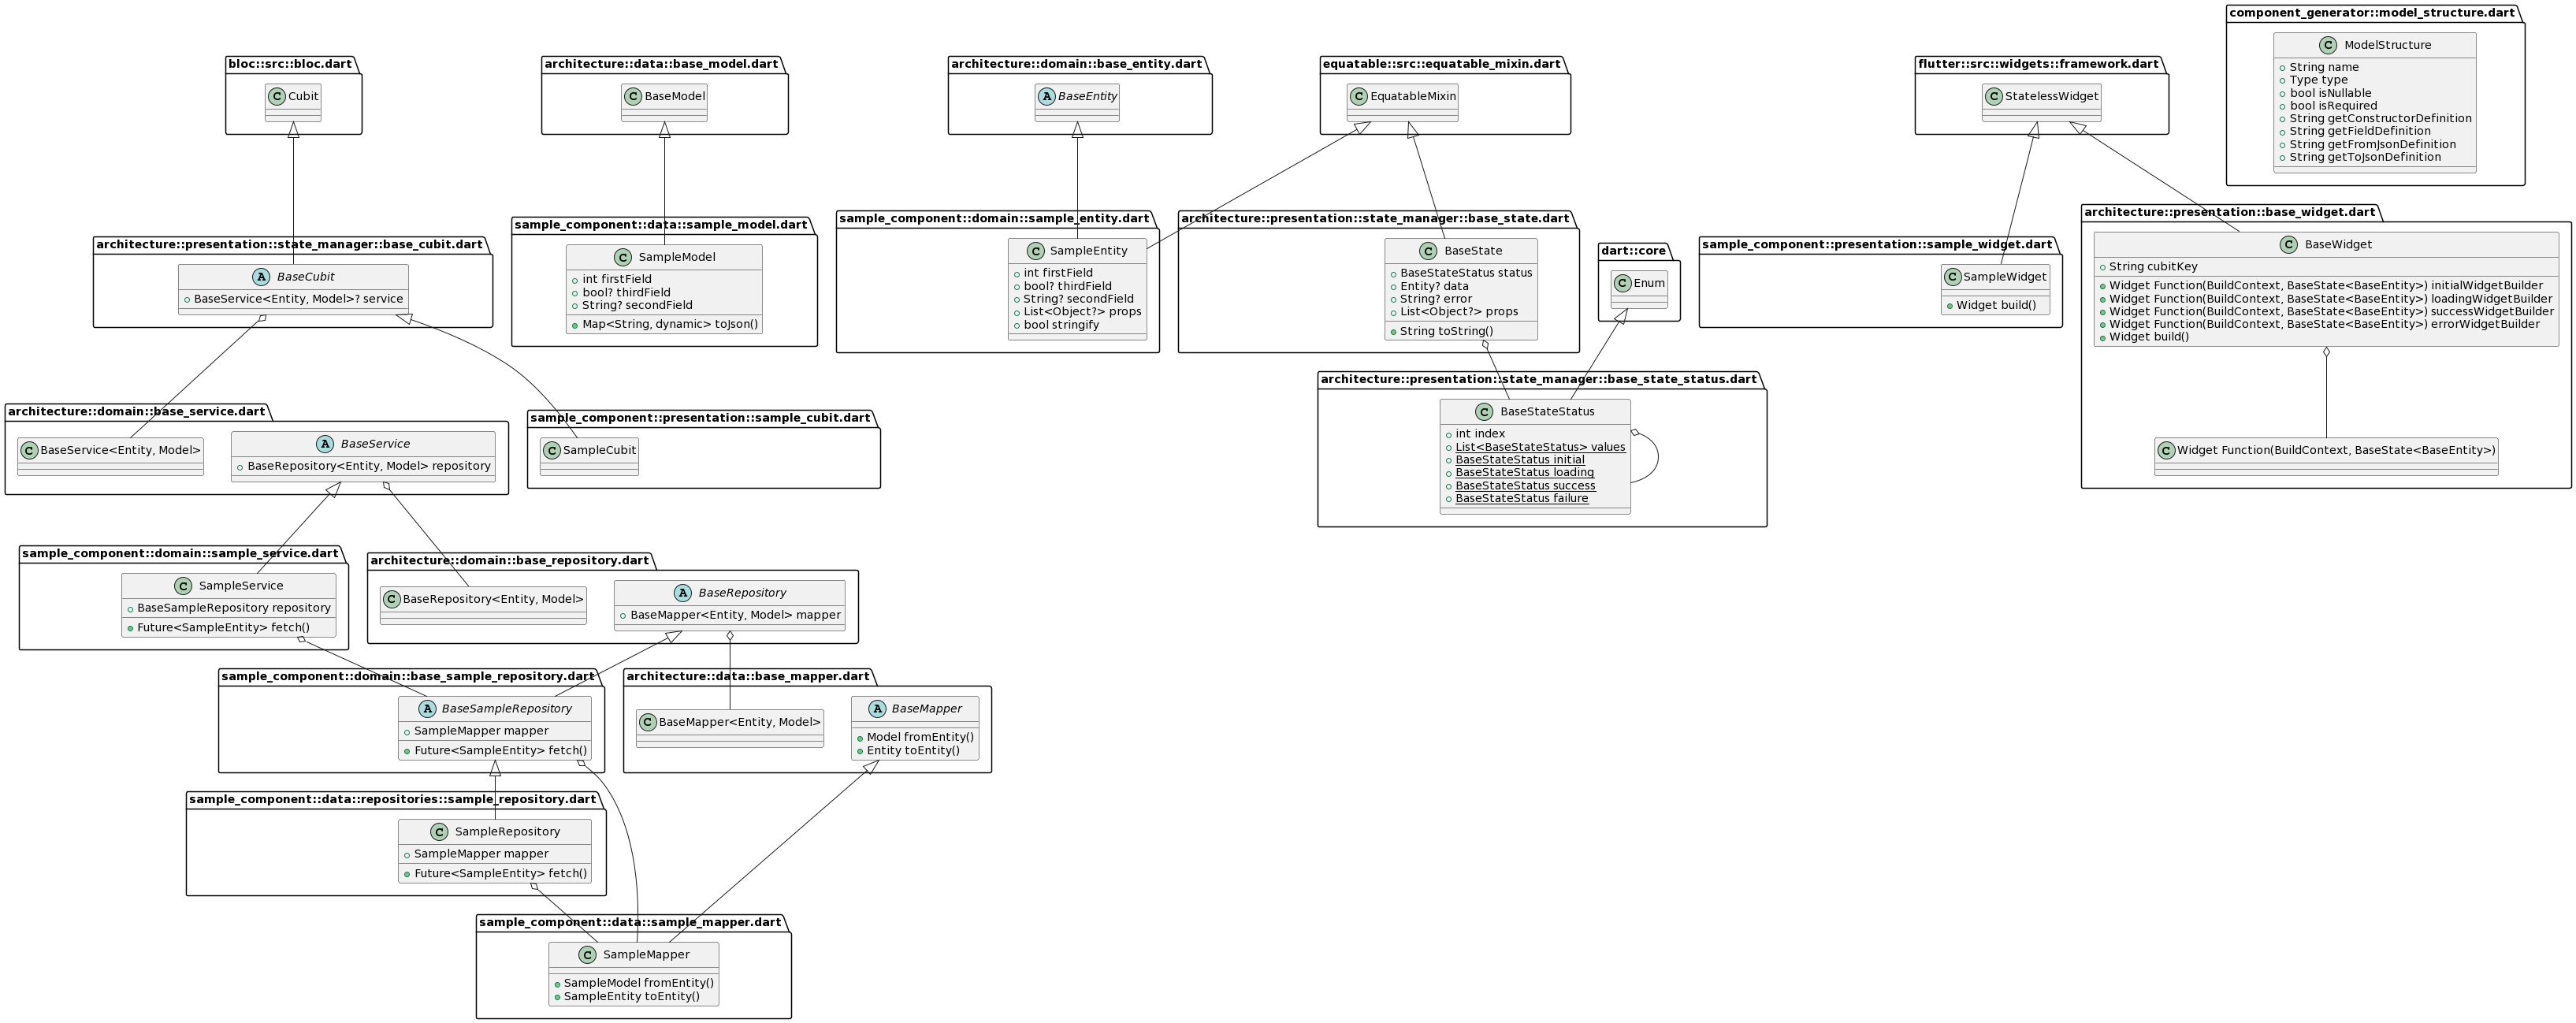 component_generator::model_structure.dart
C ModelStructure
String name
Type type
bool isNullable
bool isRequired
String getConstructorDefinition
String getFieldDefinition
String getFromJsonDefinition
String getToJsonDefinition
bloc::src::bloc.dart
C Cubit
architecture::data::base_model.dart
C BaseModel
architecture::domain::base_entity.dart
A BaseEntity
equatable::src::equatable_mixin.dart
C EquatableMixin
flutter::src::widgets::framework.dart
C StatelessWidget
architecture::presentation::state_manager::base_cubit.dart
A BaseCubit
BaseService<Entity, Model>? service
sample_component::data::sample_model.dart
C SampleModel
int firstField
bool? thirdField
String? secondField
Map<String, dynamic> toJson()
sample_component::domain::sample_entity.dart
C SampleEntity
int firstField
bool? thirdField
String? secondField
List<Object?> props
bool stringify
architecture::presentation::state_manager::base_state.dart
C BaseState
BaseStateStatus status
Entity? data
String? error
List<Object?> props
String toString()
dart::core
C Enum
sample_component::presentation::sample_widget.dart
C SampleWidget
Widget build()
architecture::presentation::base_widget.dart
C BaseWidget
String cubitKey
Widget Function(BuildContext, BaseState<BaseEntity>) initialWidgetBuilder
Widget Function(BuildContext, BaseState<BaseEntity>) loadingWidgetBuilder
Widget Function(BuildContext, BaseState<BaseEntity>) successWidgetBuilder
Widget Function(BuildContext, BaseState<BaseEntity>) errorWidgetBuilder
Widget build()
C Widget Function(BuildContext, BaseState<BaseEntity>)
architecture::domain::base_service.dart
C BaseService<Entity, Model>
A BaseService
BaseRepository<Entity, Model> repository
sample_component::presentation::sample_cubit.dart
C SampleCubit
architecture::presentation::state_manager::base_state_status.dart
C BaseStateStatus
int index
List<BaseStateStatus> values
BaseStateStatus initial
BaseStateStatus loading
BaseStateStatus success
BaseStateStatus failure
sample_component::domain::sample_service.dart
C SampleService
BaseSampleRepository repository
Future<SampleEntity> fetch()
architecture::domain::base_repository.dart
C BaseRepository<Entity, Model>
A BaseRepository
BaseMapper<Entity, Model> mapper
sample_component::domain::base_sample_repository.dart
A BaseSampleRepository
SampleMapper mapper
Future<SampleEntity> fetch()
architecture::data::base_mapper.dart
C BaseMapper<Entity, Model>
A BaseMapper
Model fromEntity()
Entity toEntity()
sample_component::data::repositories::sample_repository.dart
C SampleRepository
SampleMapper mapper
Future<SampleEntity> fetch()
sample_component::data::sample_mapper.dart
C SampleMapper
SampleModel fromEntity()
SampleEntity toEntity()